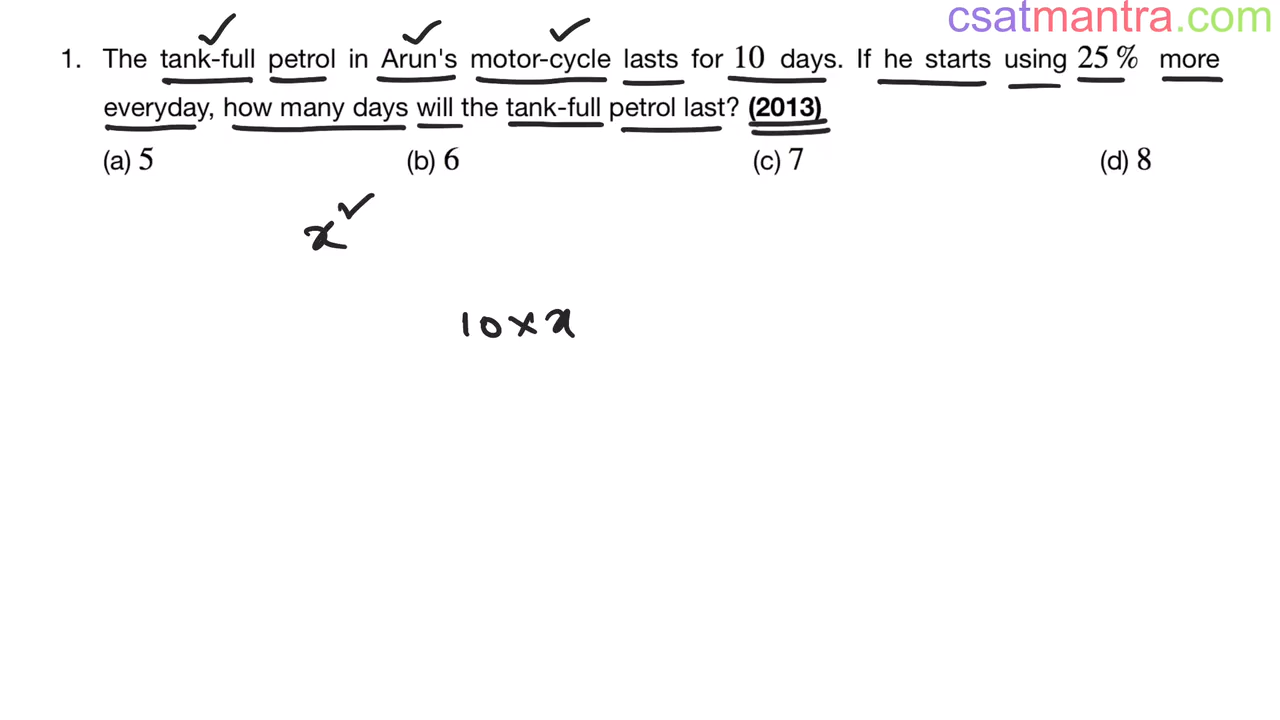 csatmantra.com
1. The tank-full petrol in Arun's motor-cycle lasts for 10 days. If he starts using 25 % more
everyday, how many days will the tank-full petrol last? (2013)
(a) 5 (b) 6 (c) 7 (d) 8
x
10 × x